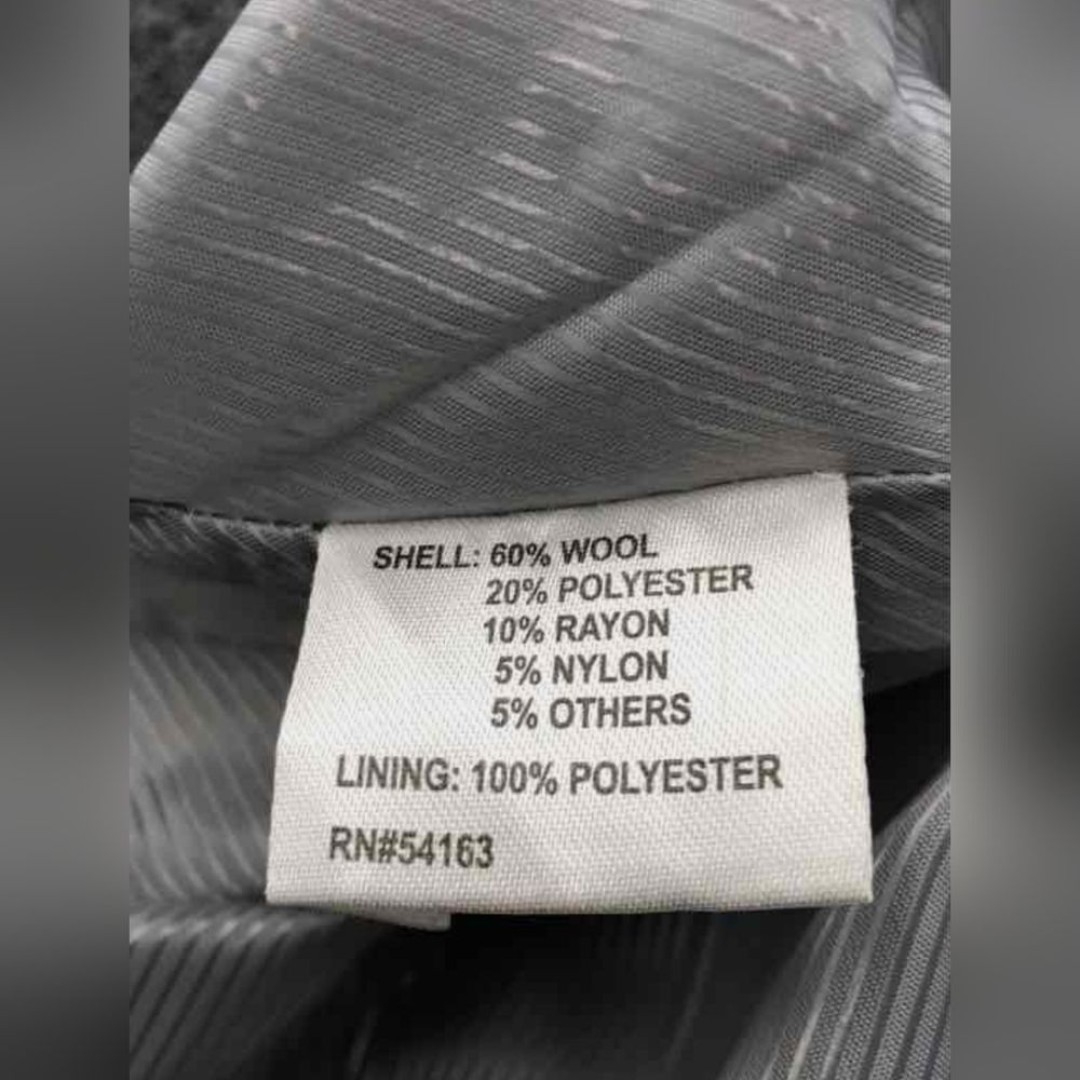 SHELL: 60% WOOL
20% POLYESTER
10% RAYON
5% NYLON
5% OTHERS
LINING: 100% POLYESTER
RN#54163